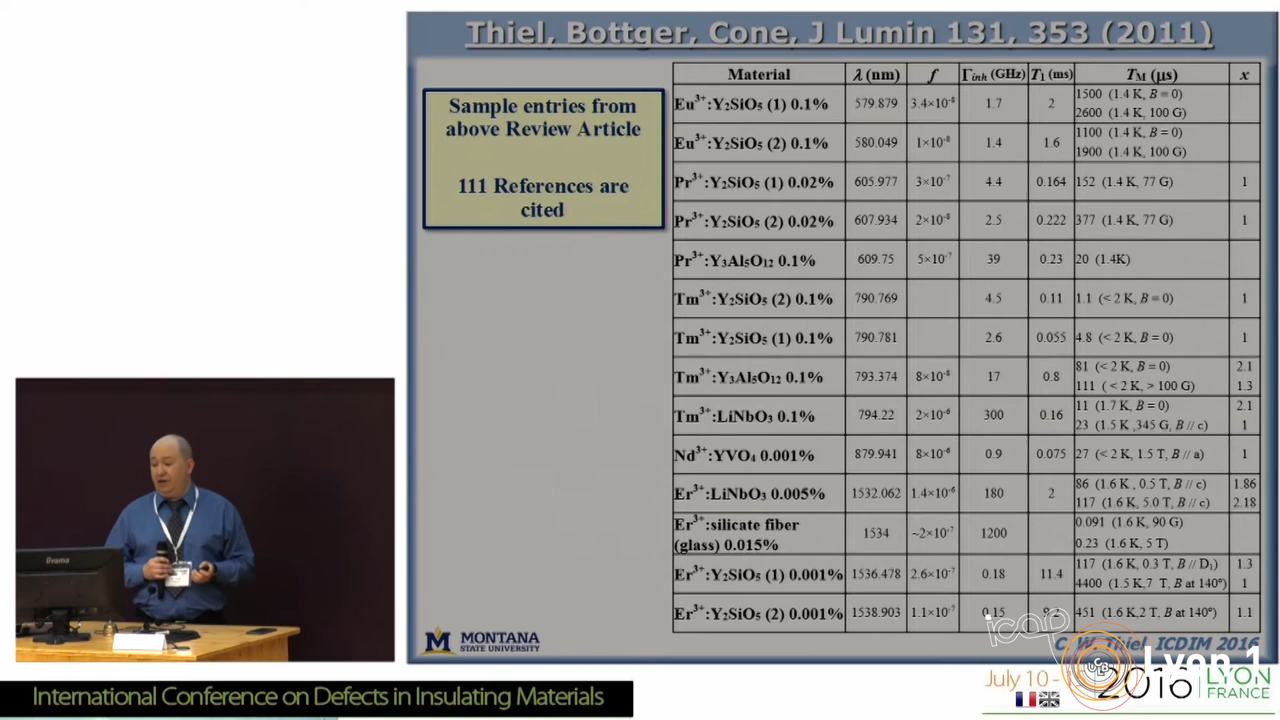 Thiel, Bottger, Cone, J Lumin 131, 353 (2011)
Sample entries from
above Review Article
111 References are
cited
Material λ (nm) f Γinh (GHz) T1 (ms) TM (μs) x
Eu³⁺:Y₂SiO₅ (1) 0.1% 579.879 3.4×10⁻⁸ 1.7 2 1500 (1.4 K, B = 0)
2600 (1.4 K, 100 G)
Eu³⁺:Y₂SiO₅ (2) 0.1% 580.049 1×10⁻⁸ 1.4 1.6 1100 (1.4 K, B = 0)
1900 (1.4 K, 100 G)
Pr³⁺:Y₂SiO₅ (1) 0.02% 605.977 3×10⁻⁷ 4.4 0.164 152 (1.4 K, 77 G) 1
Pr³⁺:Y₂SiO₅ (2) 0.02% 607.934 2×10⁻⁸ 2.5 0.222 377 (1.4 K, 77 G) 1
Pr³⁺:Y₃Al₅O₁₂ 0.1% 609.75 5×10⁻⁷ 39 0.23 20 (1.4K)
Tm³⁺:Y₂SiO₅ (2) 0.1% 790.769 4.5 0.11 1.1 (< 2 K, B = 0) 1
Tm³⁺:Y₂SiO₅ (1) 0.1% 790.781 2.6 0.055 4.8 (< 2 K, B = 0) 1
Tm³⁺:Y₃Al₅O₁₂ 0.1% 793.374 8×10⁻⁸ 17 0.8 81 (< 2 K, B = 0) 2.1
111 (< 2 K, > 100 G) 1.3
Tm³⁺:LiNbO₃ 0.1% 794.22 2×10⁻⁶ 300 0.16 11 (1.7 K, B = 0) 2.1
23 (1.5 K ,345 G, B // c) 1
Nd³⁺:YVO₄ 0.001% 879.941 8×10⁻⁶ 0.9 0.075 27 (< 2 K, 1.5 T, B // a) 1
Er³⁺:LiNbO₃ 0.005% 1532.062 1.4×10⁻⁶ 180 2 86 (1.6 K , 0.5 T, B // c) 1.86
117 (1.6 K, 5.0 T, B // c) 2.18
Er³⁺:silicate fiber
(glass) 0.015% 1534 ~2×10⁻⁷ 1200 0.091 (1.6 K, 90 G)
0.23 (1.6 K, 5 T)
Er³⁺:Y₂SiO₅ (1) 0.001% 1536.478 2.6×10⁻⁷ 0.18 11.4 117 (1.6 K, 0.3 T, B // D₁) 1.3
4400 (1.5 K,7 T, B at 140°) 1
Er³⁺:Y₂SiO₅ (2) 0.001% 1538.903 1.1×10⁻⁷ 0.15 451 (1.6 K,2 T, B at 140°) 1.1
M MONTANA
STATE UNIVERSITY
C.W. Thiel, ICDIM 2016
icap
UCB
Lyon 1
iiyama
International Conference on Defects in Insulating Materials
July 10 -
2016
LYON
FRANCE